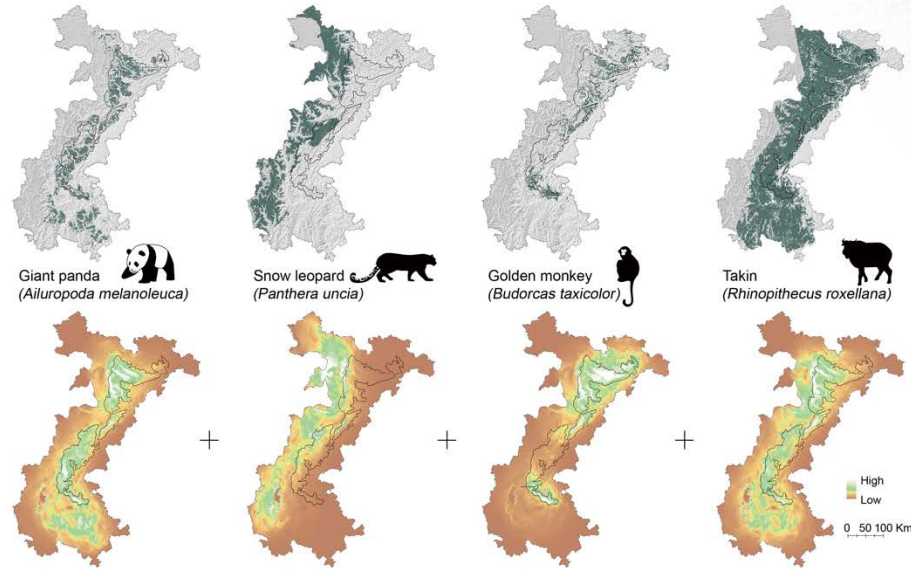 Giant panda
(Ailuropoda melanoleuca)
Snow leopard
(Panthera uncia)
Golden monkey
(Budorcas taxicolor)
Takin
(Rhinopithecus roxellana)
+
+
+
High
Low
0 50 100 Km